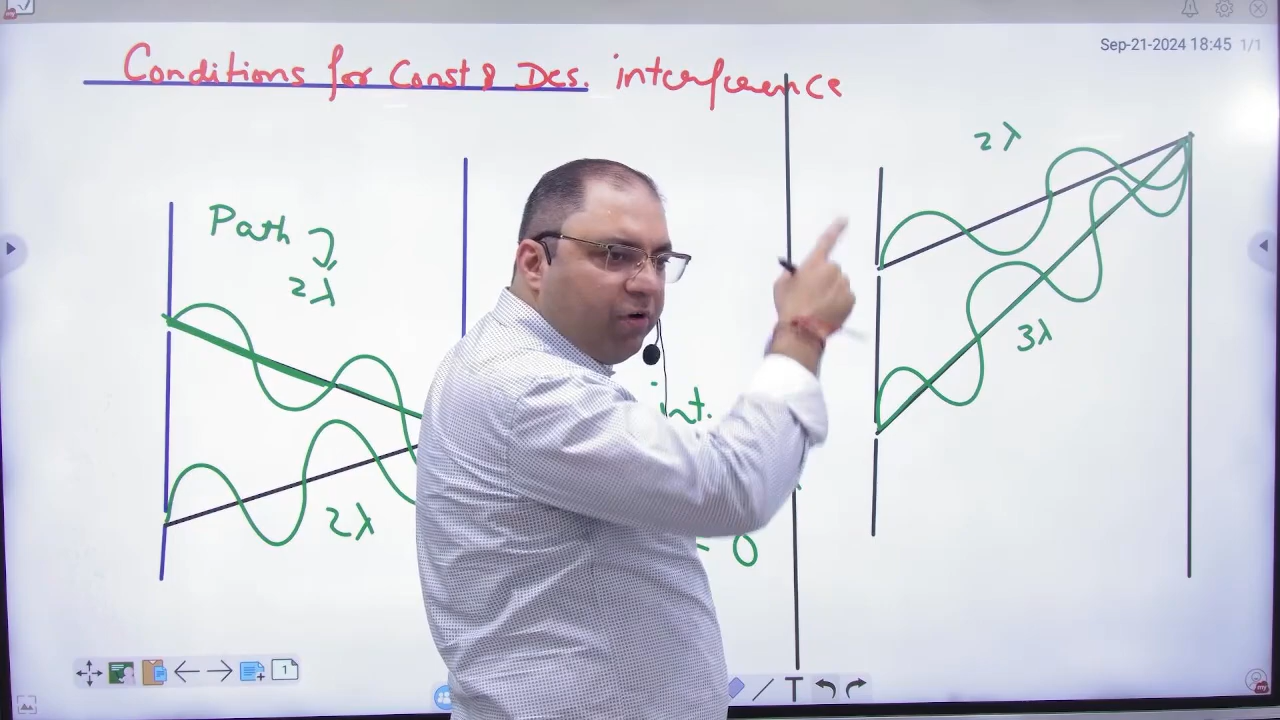 Sep-21-2024 18:45 1/1
Conditions for Const & Des. interference
Path
2λ
2λ
int.
= 0
2λ
3λ
1
T